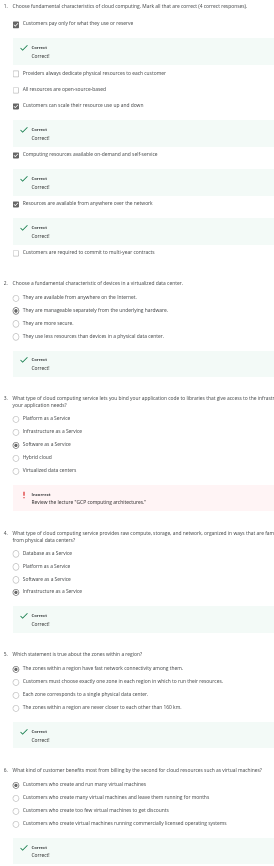 1. Choose fundamental characteristics of cloud computing. Mark all that are correct (4 correct responses).
Customers pay only for what they use or reserve
Correct
Correct!
Providers always dedicate physical resources to each customer
All resources are open-source-based
Customers can scale their resource use up and down
Correct
Correct!
Computing resources available on-demand and self-service
Correct
Correct!
Resources are available from anywhere over the network
Correct
Correct!
Customers are required to commit to multi-year contracts
2. Choose a fundamental characteristic of devices in a virtualized data center.
They are available from anywhere on the Internet.
They are manageable separately from the underlying hardware.
They are more secure.
They use less resources than devices in a physical data center.
Correct
Correct!
3. What type of cloud computing service lets you bind your application code to libraries that give access to the infrastr
your application needs?
Platform as a Service
Infrastructure as a Service
Software as a Service
Hybrid cloud
Virtualized data centers
Incorrect
Review the lecture "GCP computing architectures."
4. What type of cloud computing service provides raw compute, storage, and network, organized in ways that are fam
from physical data centers?
Database as a Service
Platform as a Service
Software as a Service
Infrastructure as a Service
Correct
Correct!
5. Which statement is true about the zones within a region?
The zones within a region have fast network connectivity among them.
Customers must choose exactly one zone in each region in which to run their resources.
Each zone corresponds to a single physical data center.
The zones within a region are never closer to each other than 160 km.
Correct
Correct!
6. What kind of customer benefits most from billing by the second for cloud resources such as virtual machines?
Customers who create and run many virtual machines
Customers who create many virtual machines and leave them running for months
Customers who create too few virtual machines to get discounts
Customers who create virtual machines running commercially licensed operating systems
Correct
Correct!